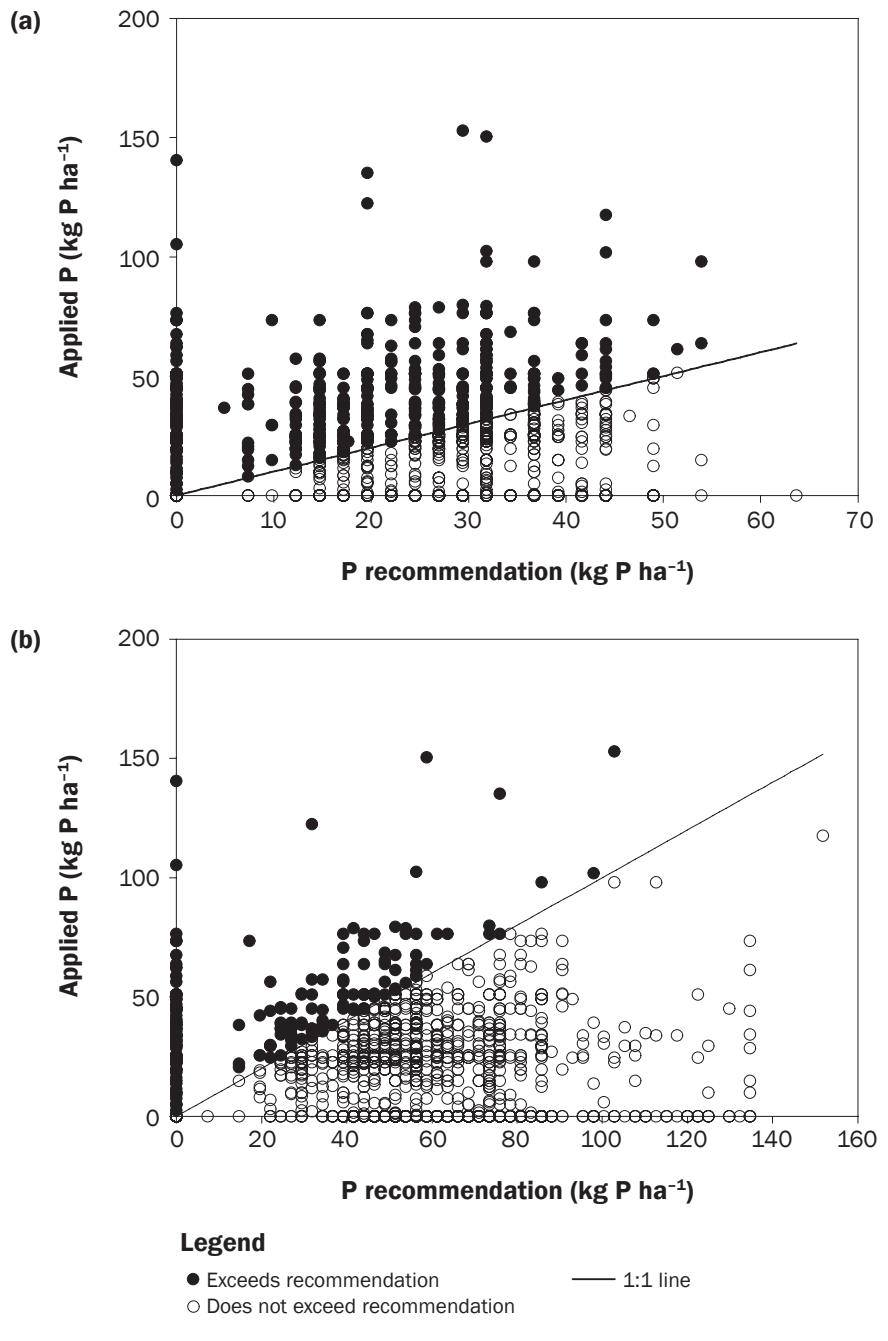 (a)
200
150
100
50
0
Applied P (kg P ha⁻¹)
0 10 20 30 40 50 60 70
P recommendation (kg P ha⁻¹)
(b)
200
150
100
50
0
Applied P (kg P ha⁻¹)
0 20 40 60 80 100 120 140 160
P recommendation (kg P ha⁻¹)
Legend
Exceeds recommendation
1:1 line
Does not exceed recommendation